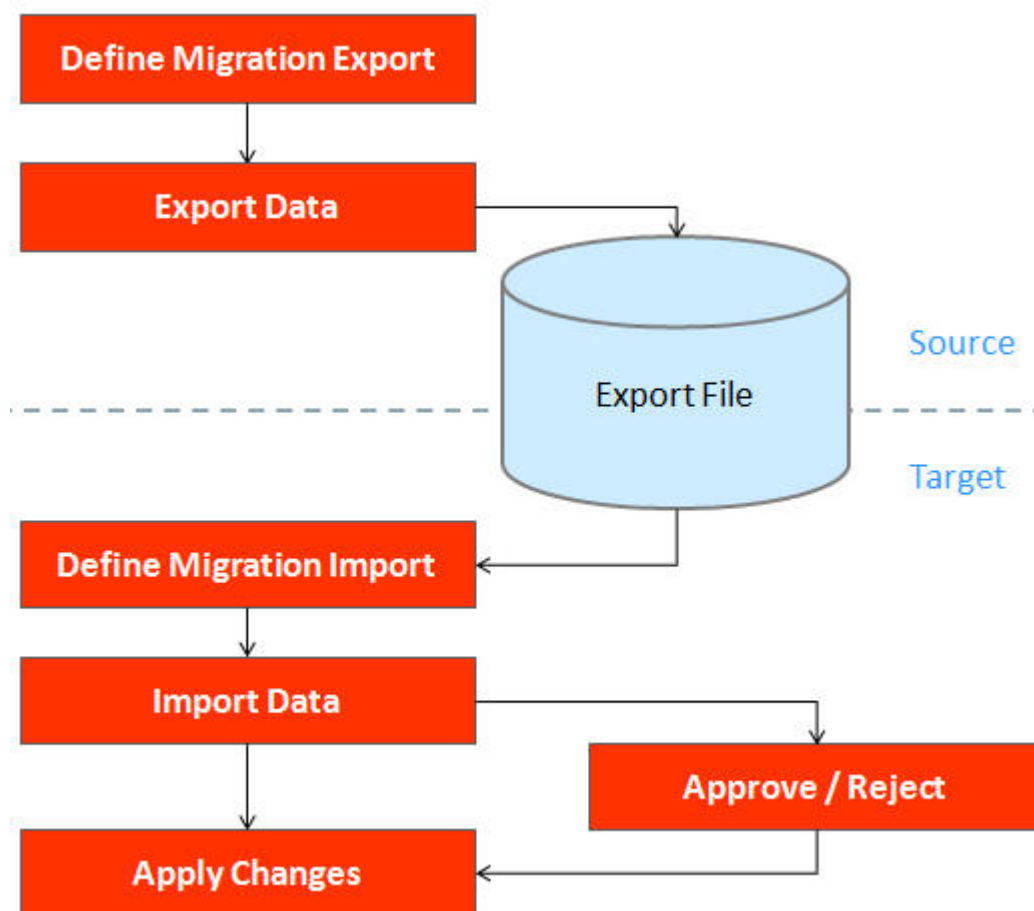 Define Migration Export
Export Data
Source
Export File
Target
Define Migration Import
Import Data
Approve / Reject
Apply Changes